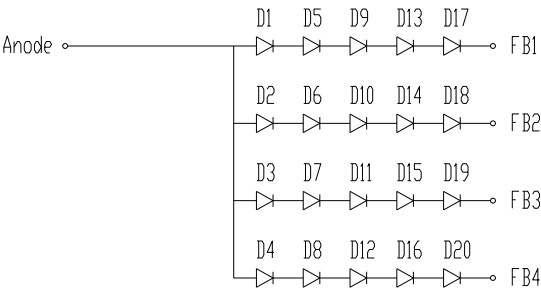 D1 D5 D9 D13 D17
Anode FB1
D2 D6 D10 D14 D18
FB2
D3 D7 D11 D15 D19
FB3
D4 D8 D12 D16 D20
FB4